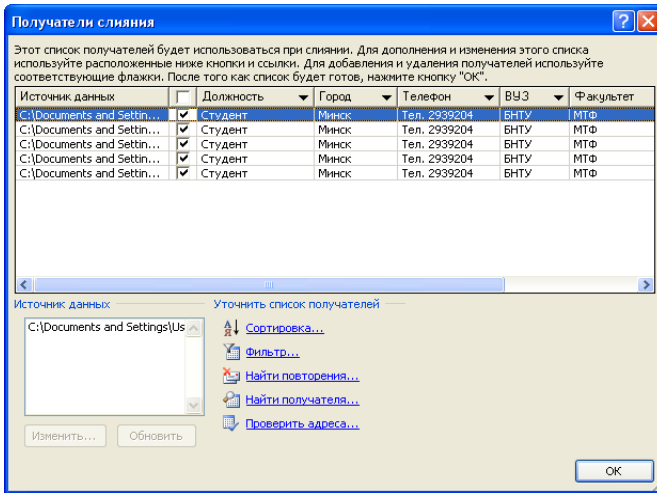 Получатели слияния
Этот список получателей будет использоваться при слиянии. Для дополнения и изменения этого списка
используйте расположенные ниже кнопки и ссылки. Для добавления и удаления получателей используйте
соответствующие флажки. После того как список будет готов, нажмите кнопку "ОК".
Источник данных Должность Город Телефон ВУЗ Факультет
C:\Documents and Settin... Студент Минск Тел. 2939204 БНТУ МТФ
C:\Documents and Settin... Студент Минск Тел. 2939204 БНТУ МТФ
C:\Documents and Settin... Студент Минск Тел. 2939204 БНТУ МТФ
C:\Documents and Settin... Студент Минск Тел. 2939204 БНТУ МТФ
C:\Documents and Settin... Студент Минск Тел. 2939204 БНТУ МТФ
Источник данных Уточнить список получателей
C:\Documents and Settings\Us
Сортировка...
Фильтр...
Найти повторения...
Найти получателя...
Проверить адреса...
Изменить... Обновить
ОК